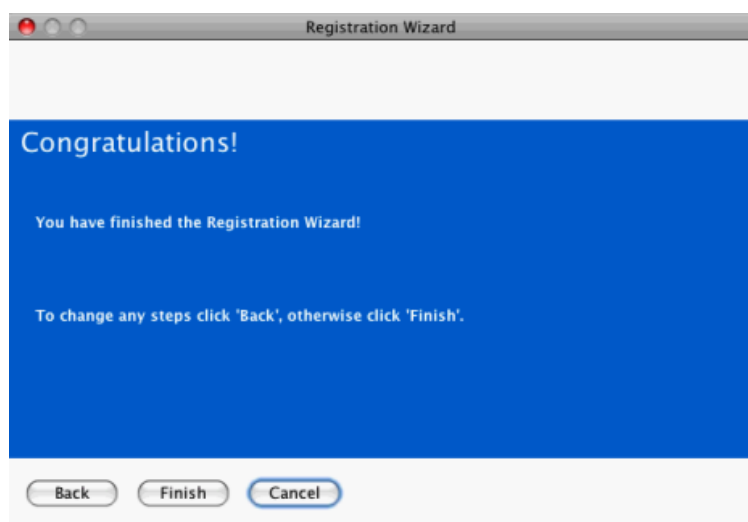 Registration Wizard
Congratulations!
You have finished the Registration Wizard!
To change any steps click 'Back', otherwise click 'Finish'.
Back Finish Cancel